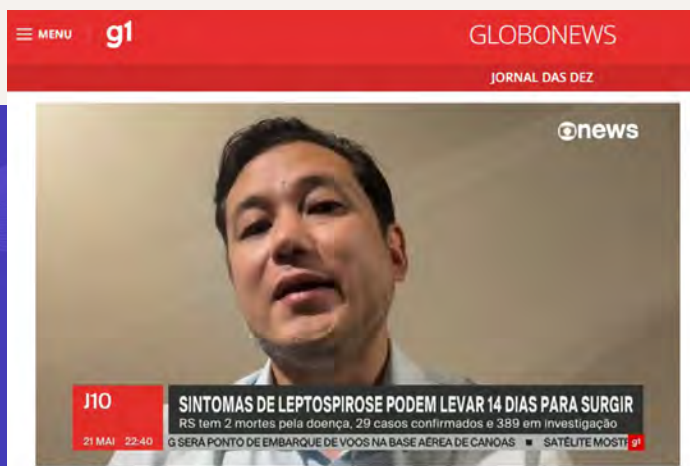 MENU g1 GLOBONEWS
JORNAL DAS DEZ
news
J10
SINTOMAS DE LEPTOSPIROSE PODEM LEVAR 14 DIAS PARA SURGIR
RS tem 2 mortes pela doença, 29 casos confirmados e 389 em investigação
21 MAI 22:40 G SERÁ PONTO DE EMBARQUE DE VOOS NA BASE AÉREA DE CANOAS ■ SATÉLITE MOSTR g1